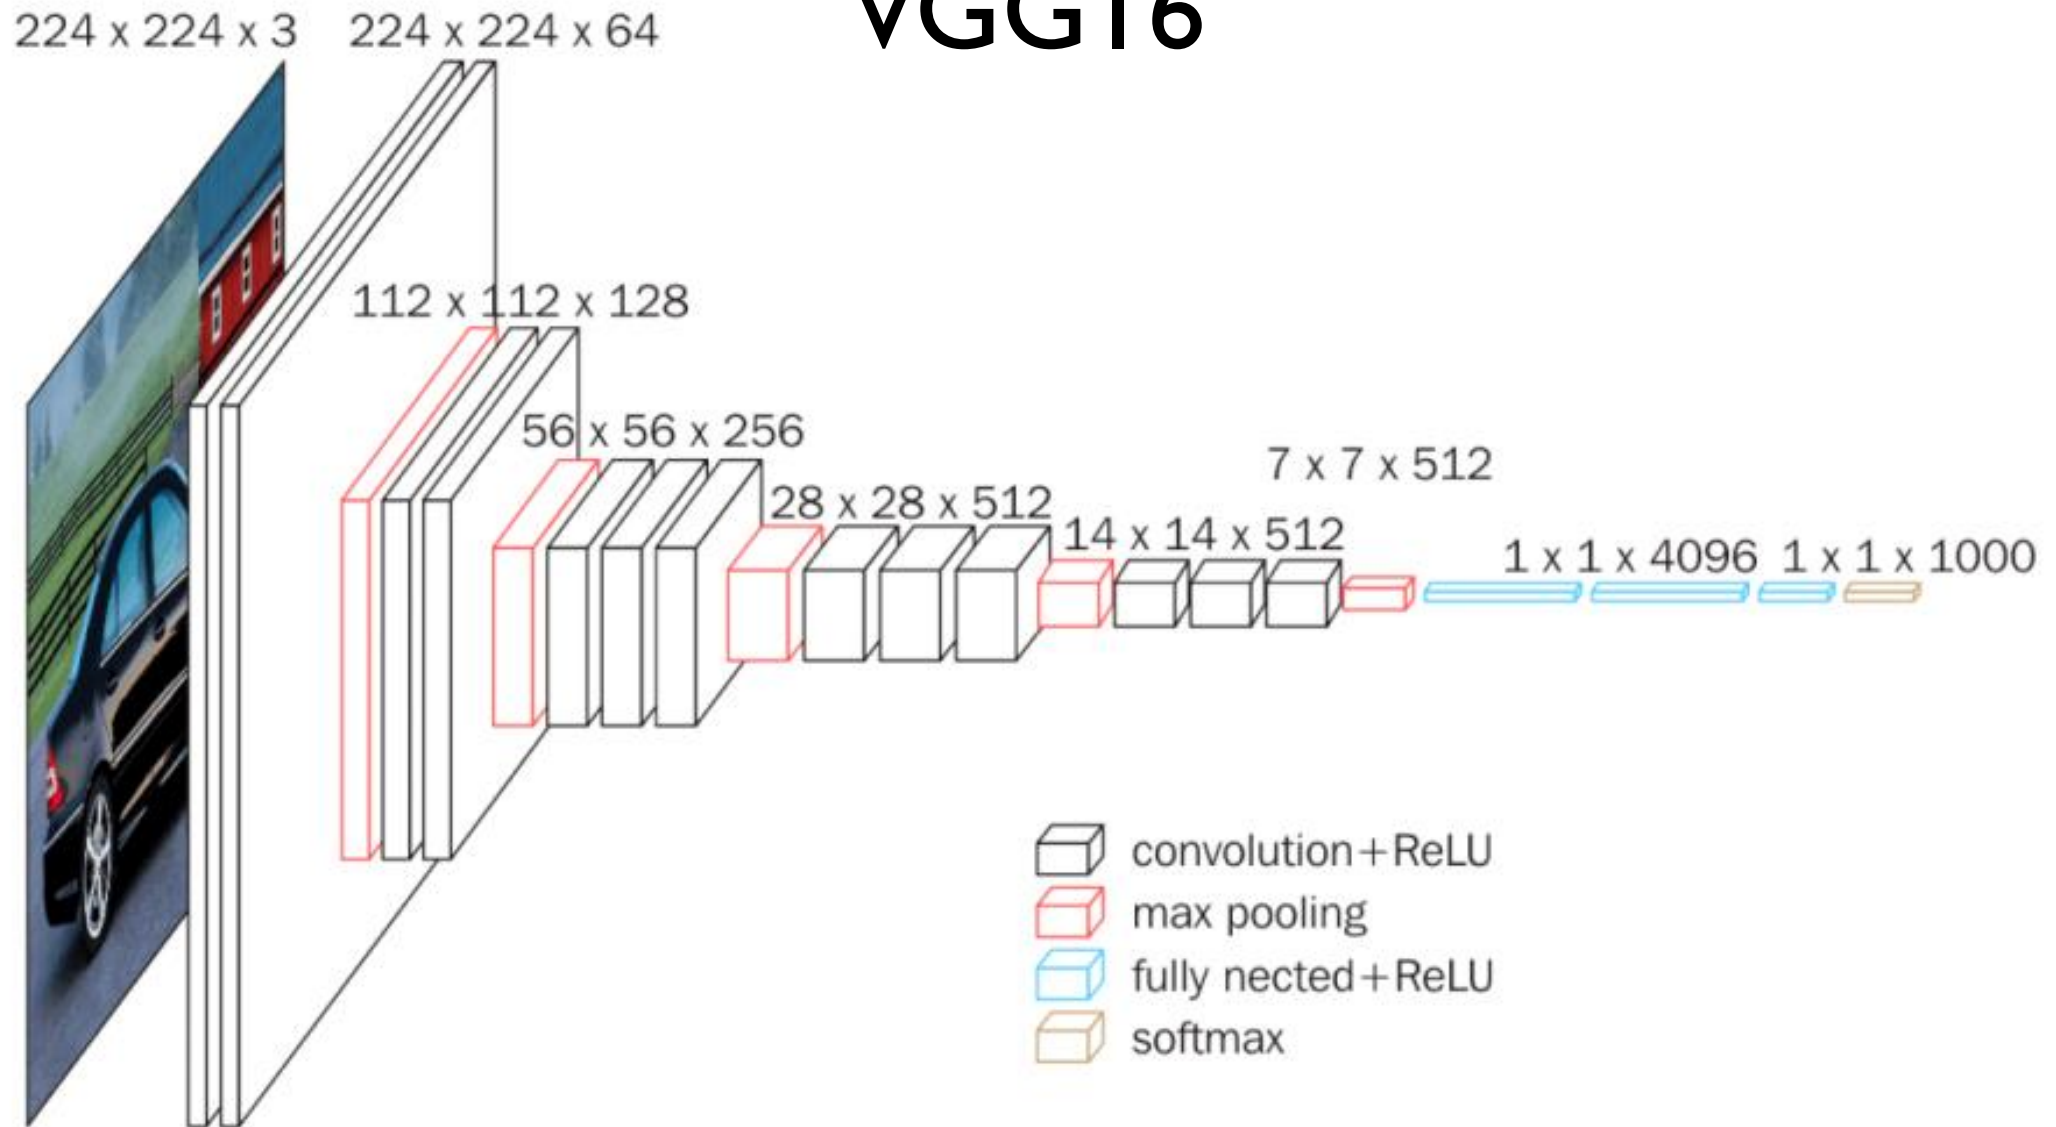 VGG16
224 x 224 x 3
224 x 224 x 64
112 x 112 x 128
56 x 56 x 256
28 x 28 x 512
14 x 14 x 512
7 x 7 x 512
1 x 1 x 4096
1 x 1 x 1000
convolution+ReLU
max pooling
fully nected+ReLU
softmax